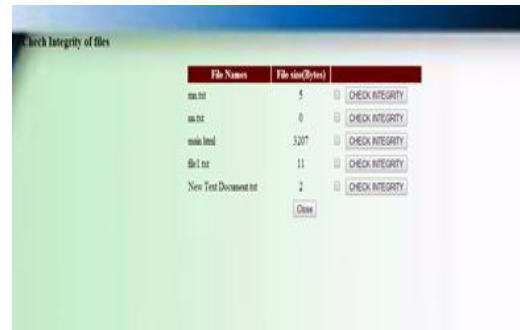 Chech Integrity of files
File Names File size(Bytes)
5 CHECK INTEGRITY
0 CHECK INTEGRITY
main.html 3207 CHECK INTEGRITY
file1.txt 11 CHECK INTEGRITY
New Text Document.txt 2 CHECK INTEGRITY
Close